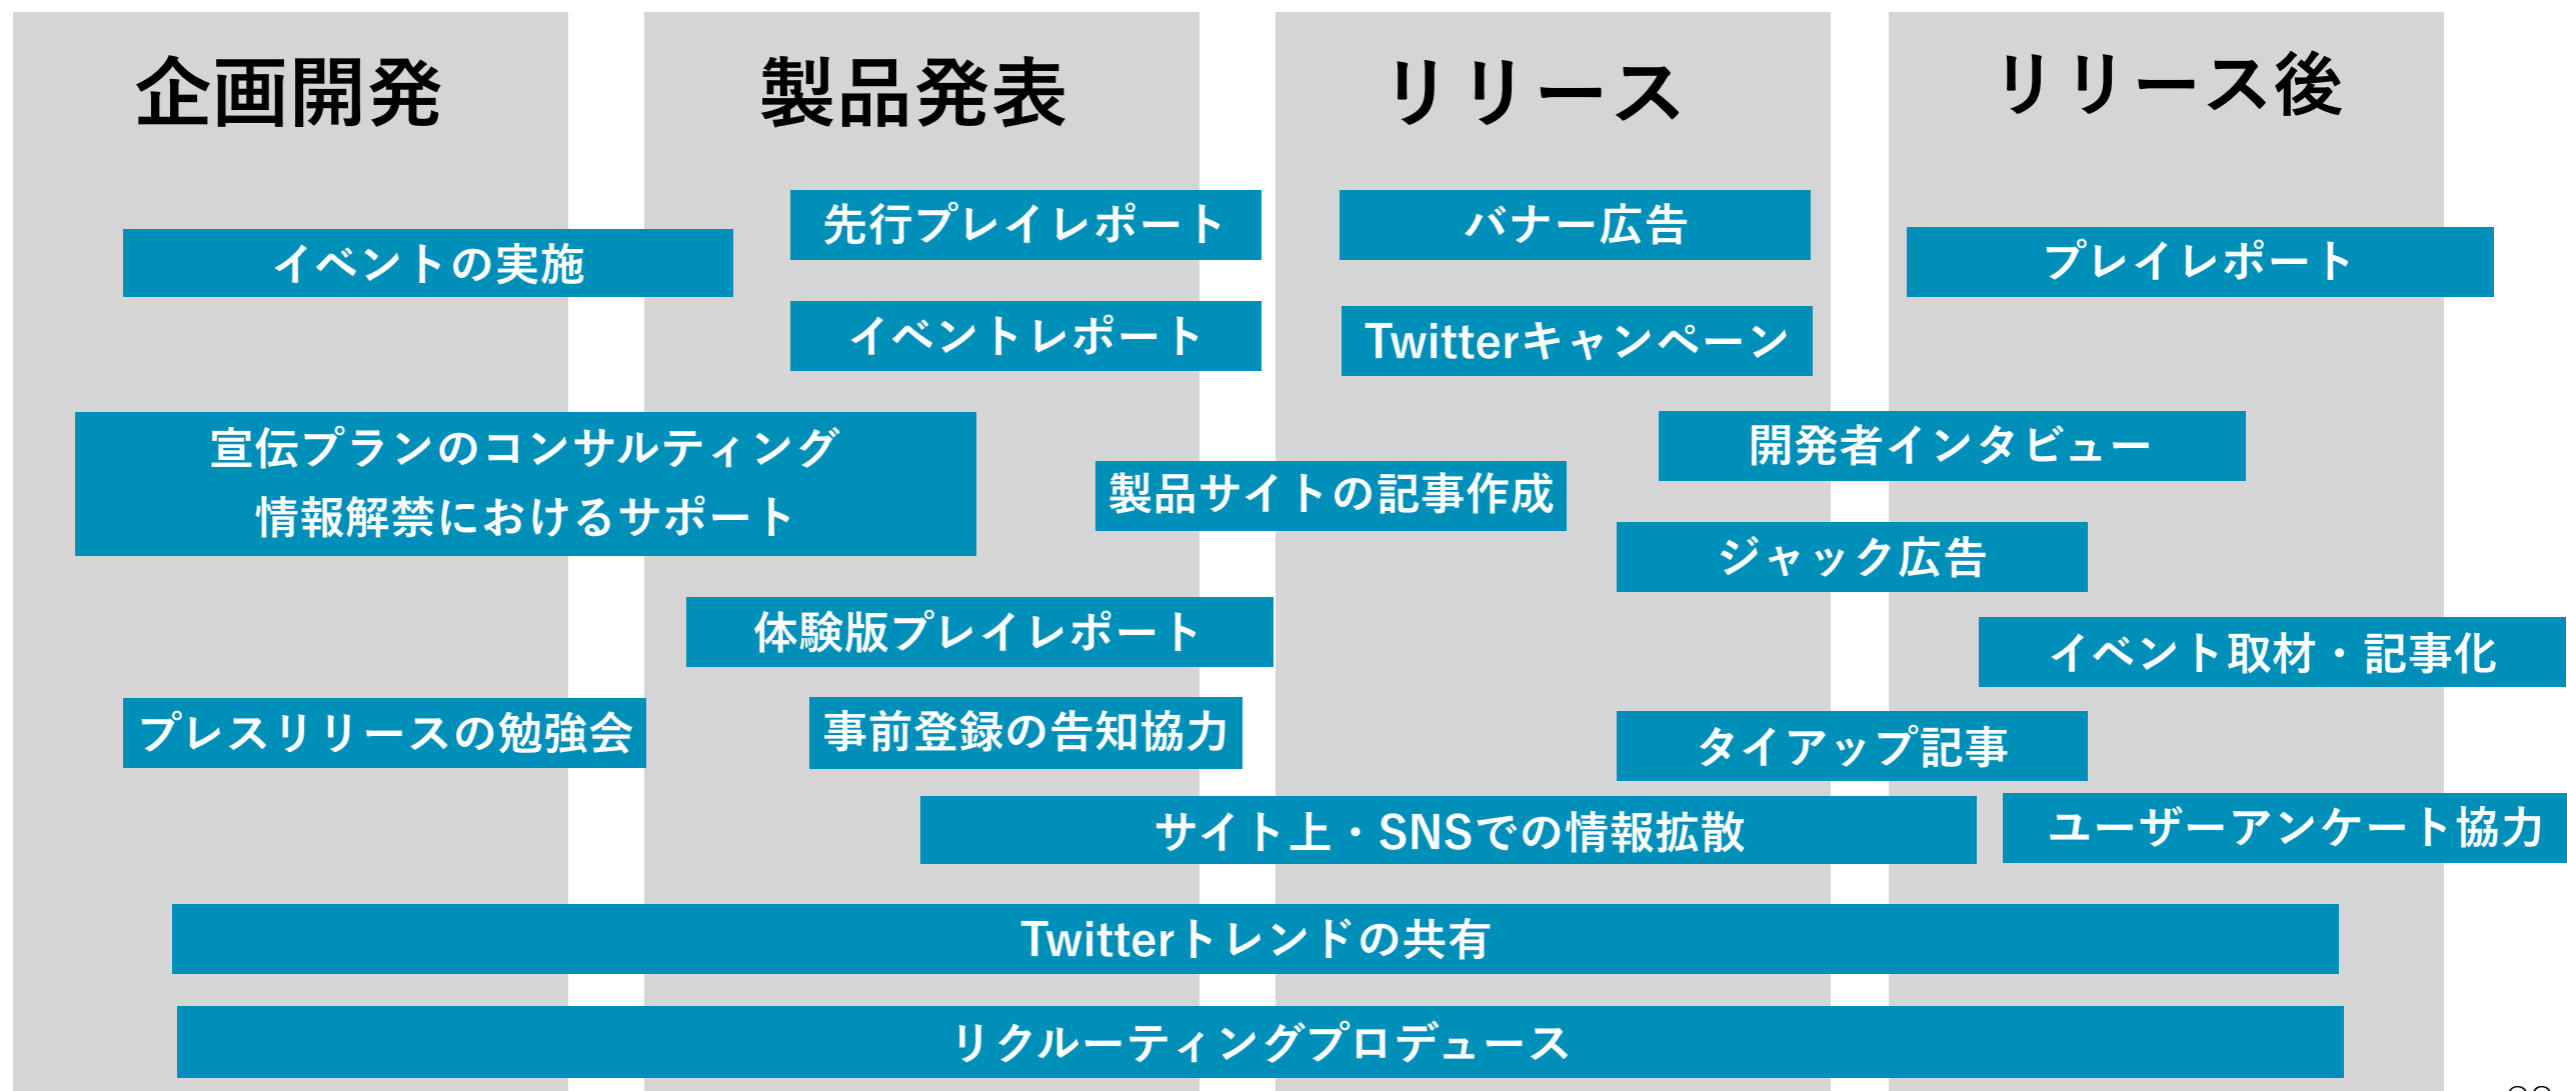 企画開発
製品発表
リリース
リリース後
イベントの実施
先行プレイレポート
イベントレポート
バナー広告
Twitterキャンペーン
プレイレポート
宣伝プランのコンサルティング
情報解禁におけるサポート
製品サイトの記事作成
開発者インタビュー
ジャック広告
体験版プレイレポート
イベント取材・記事化
プレスリリースの勉強会
事前登録の告知協力
タイアップ記事
サイト上・SNSでの情報拡散
ユーザーアンケート協力
Twitterトレンドの共有
リクルーティングプロデュース